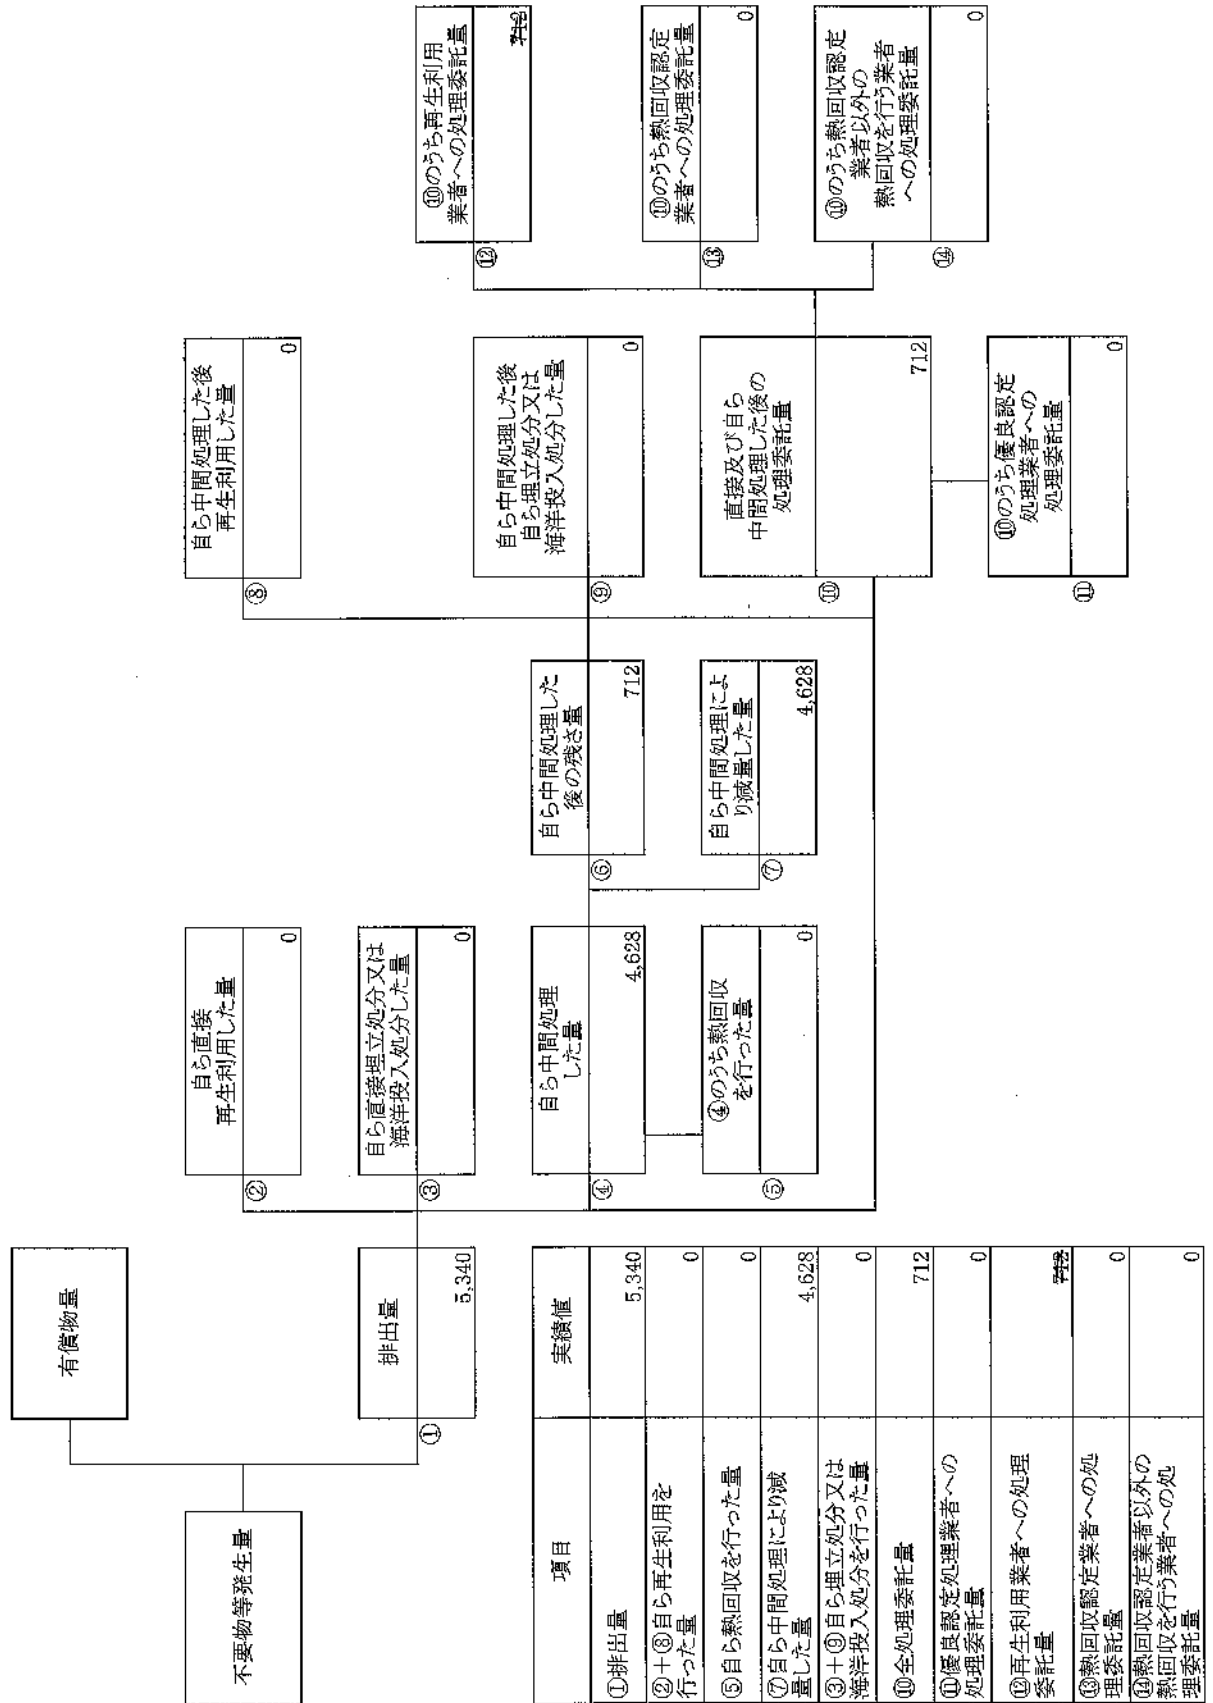 不要物等発生量
有償物量
①
排出量
5,340
②
自ら直接
再生利用した量
0
③
自ら直接埋立処分又は
海洋投入処分した量
0
④
自ら中間処理
した量
4,628
⑤
④のうち熱回収
を行った量
0
⑥
自ら中間処理した
後の残さ量
712
⑦
自ら中間処理によ
り減量した量
4,628
⑧
自ら中間処理した後
再生利用した量
0
⑨
自ら中間処理した後
自ら埋立処分又は
海洋投入処分した量
0
⑩
直接及び自ら
中間処理した後の
処理委託量
712
⑪
⑩のうち優良認定
処理業者への
処理委託量
0
⑫
⑩のうち再生利用
業者への処理委託量
712
⑬
⑩のうち熱回収認定
業者への処理委託量
0
⑭
⑩のうち熱回収認定
業者以外の
熱回収を行う業者
への処理委託量
0
項目 実績値
①排出量 5,340
②+⑧自ら再生利用を
行った量 0
⑤自ら熱回収を行った量 0
⑦自ら中間処理により減
量した量 4,628
③+⑨自ら埋立処分又は
海洋投入処分を行った量 0
⑩全処理委託量 712
⑪優良認定処理業者への
処理委託量 0
⑫再生利用業者への処理
委託量 712
⑬熱回収認定業者への処
理委託量 0
⑭熱回収認定業者以外の
熱回収を行う業者への処
理委託量 0